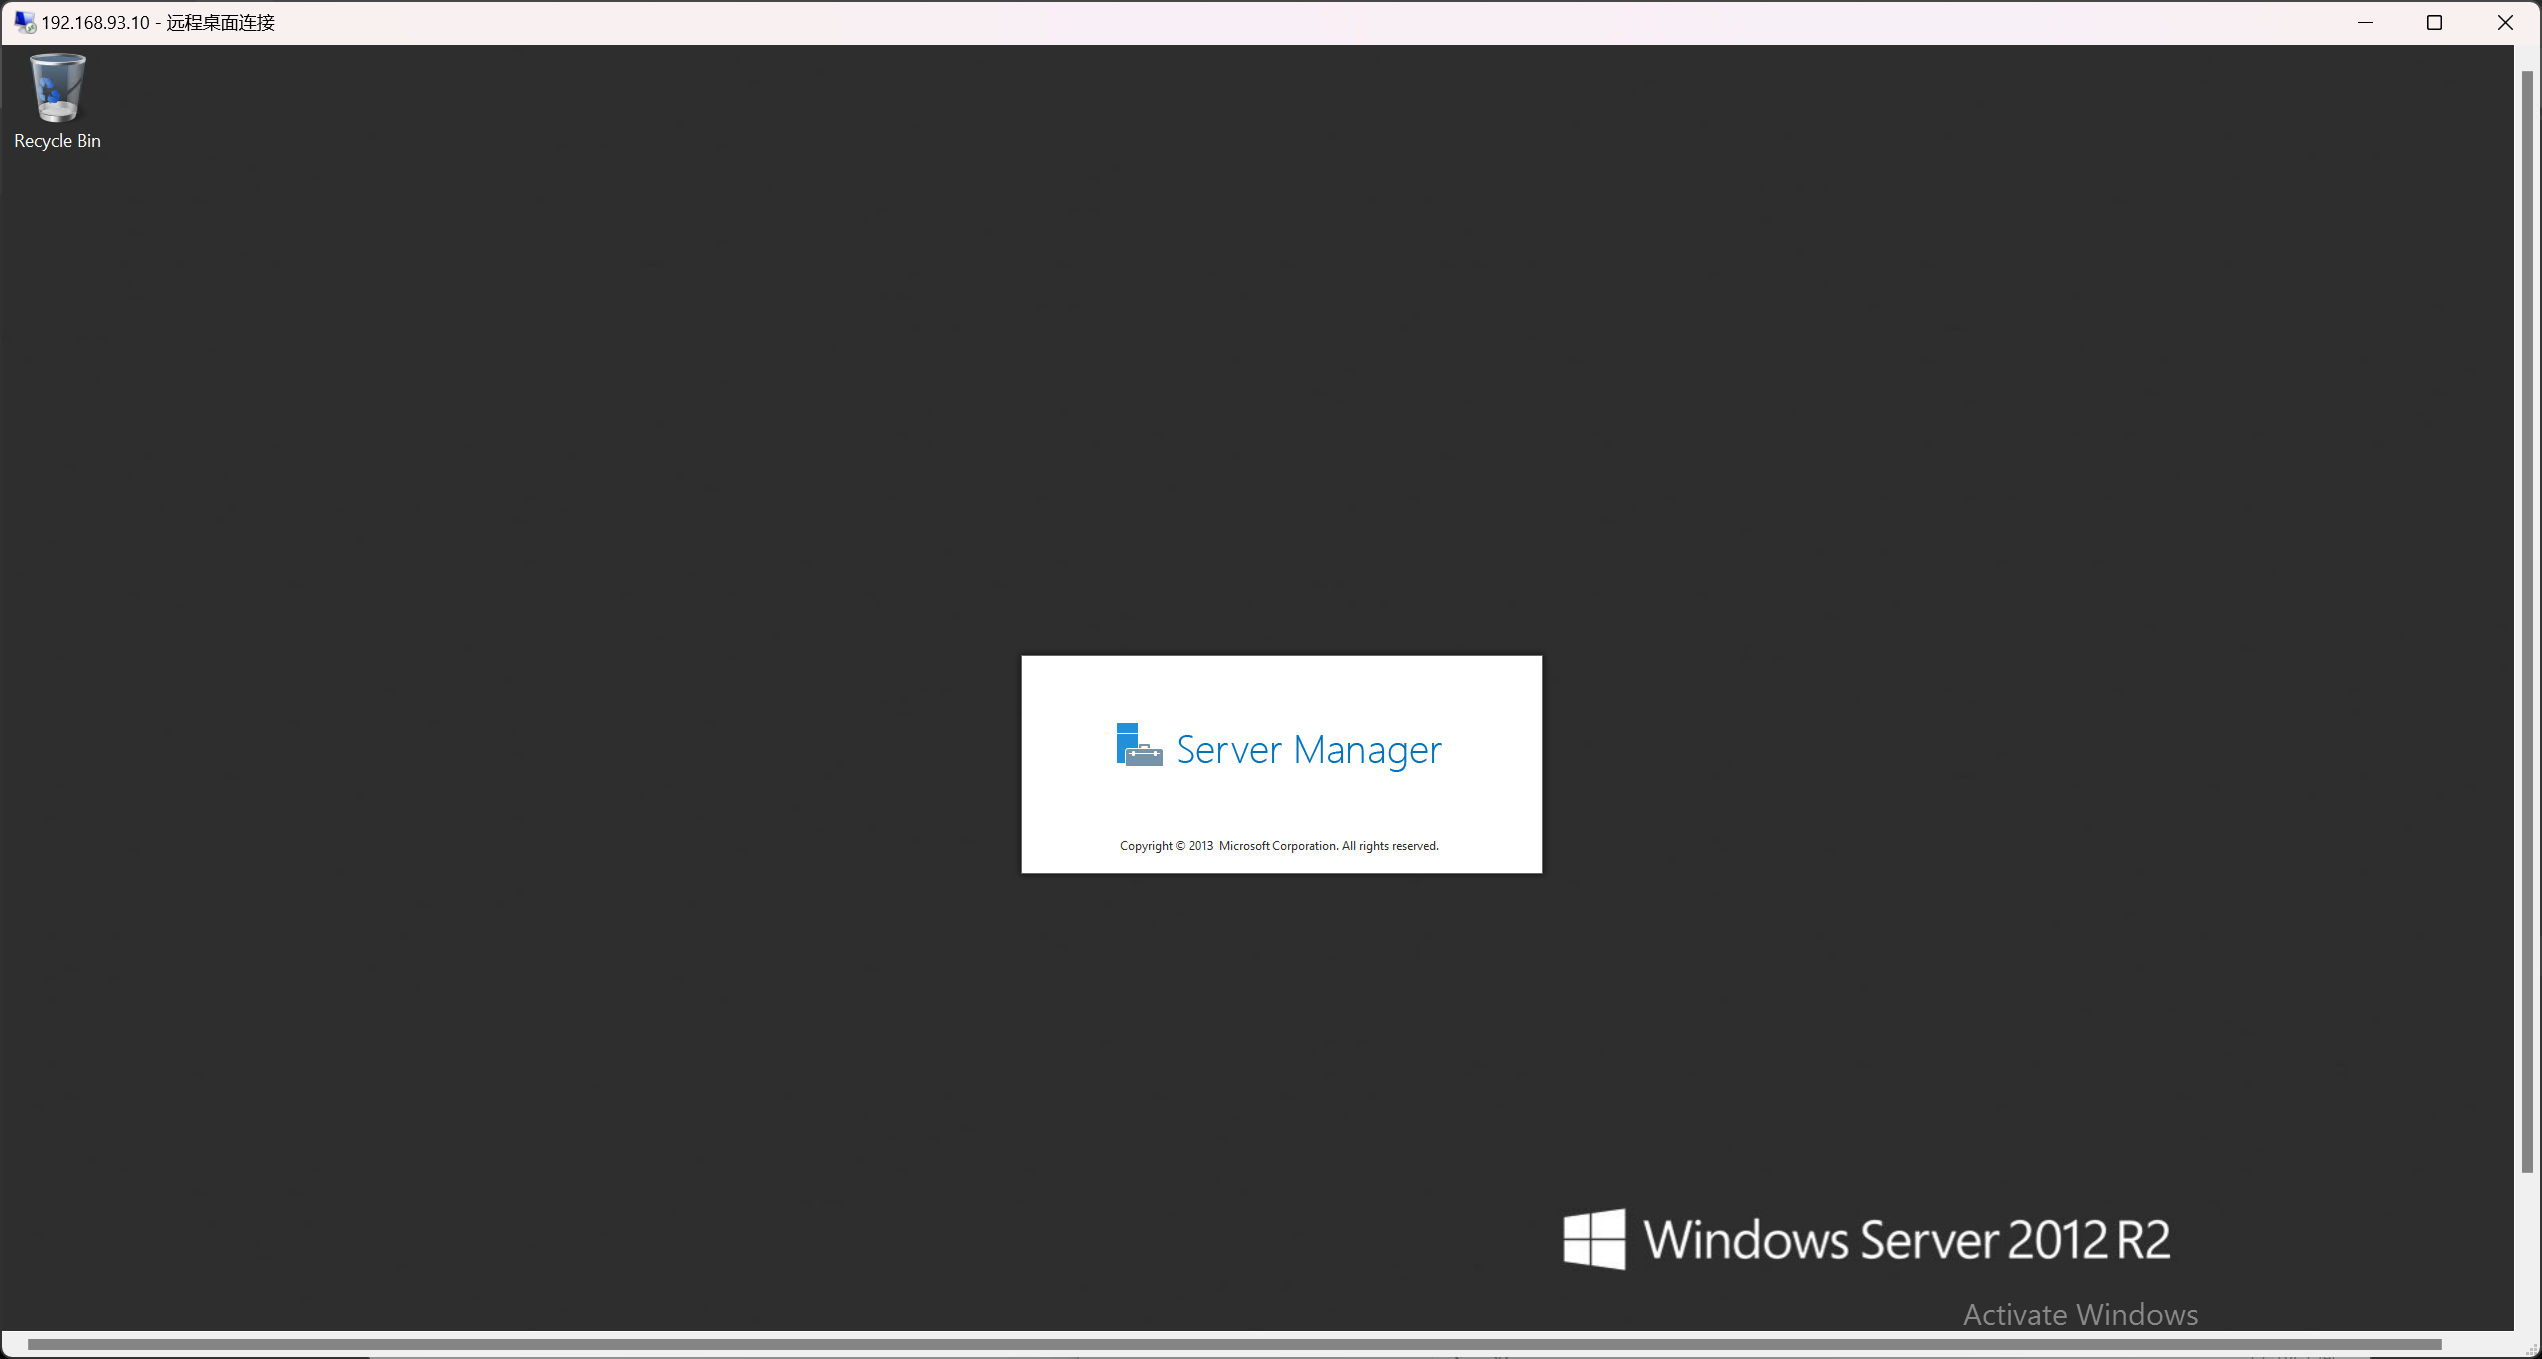 192.168.93.10 - 远程桌面连接
Recycle Bin
Server Manager
Copyright © 2013 Microsoft Corporation. All rights reserved.
Windows Server 2012 R2
Activate Windows